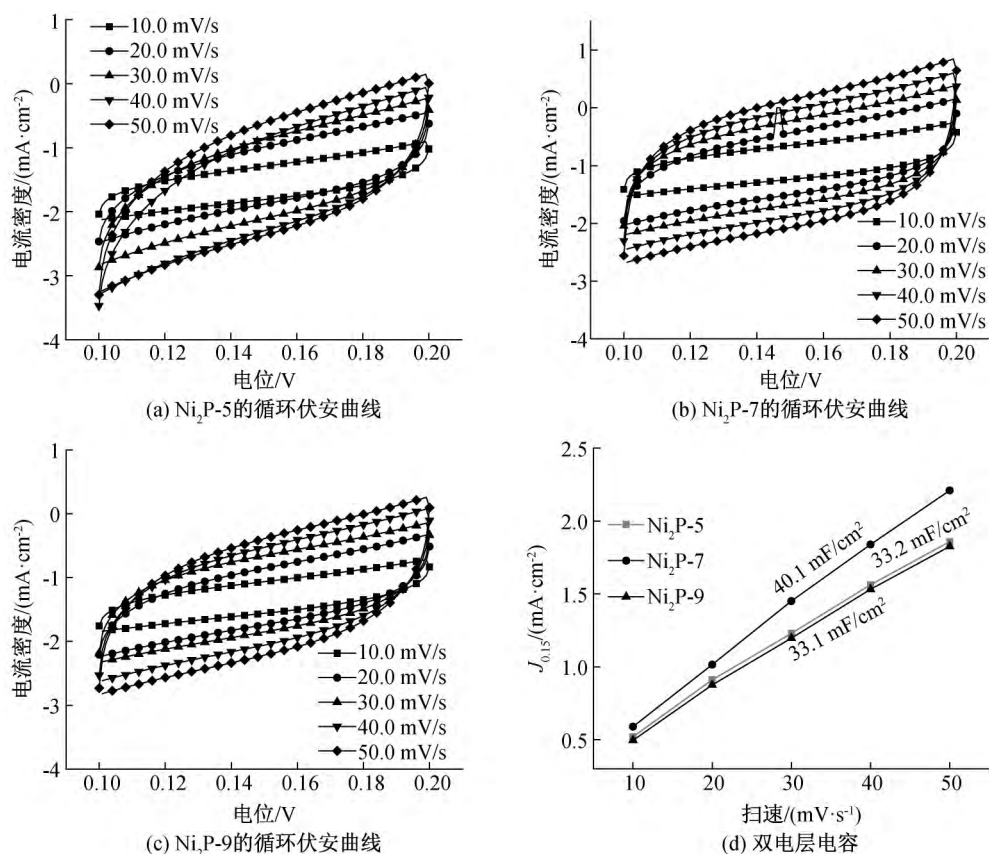 10.0 mV/s
20.0 mV/s
30.0 mV/s
40.0 mV/s
50.0 mV/s
电流密度/(mA·cm⁻²)
0
-1
-2
-3
-4
0.10 0.12 0.14 0.16 0.18 0.20
电位/V
(a) Ni₂P-5的循环伏安曲线
1
0
-1
-2
-3
-4
电流密度/(mA·cm⁻²)
10.0 mV/s
20.0 mV/s
30.0 mV/s
40.0 mV/s
50.0 mV/s
0.10 0.12 0.14 0.16 0.18 0.20
电位/V
(b) Ni₂P-7的循环伏安曲线
1
0
-1
-2
-3
-4
电流密度/(mA·cm⁻²)
10.0 mV/s
20.0 mV/s
30.0 mV/s
40.0 mV/s
50.0 mV/s
0.10 0.12 0.14 0.16 0.18 0.20
电位/V
(c) Ni₂P-9的循环伏安曲线
2.5
2.0
1.5
1.0
0.5
J₀.₁₅/(mA·cm⁻²)
Ni₂P-5
Ni₂P-7
Ni₂P-9
40.1 mF/cm²
33.2 mF/cm²
33.1 mF/cm²
10 20 30 40 50
扫速/(mV·s⁻¹)
(d) 双电层电容